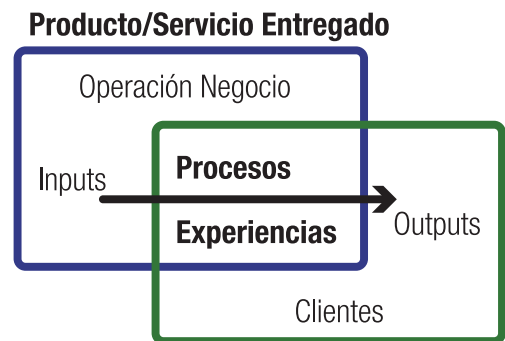 Producto/Servicio Entregado
Operación Negocio
Procesos
Inputs
Experiencias
Outputs
Clientes